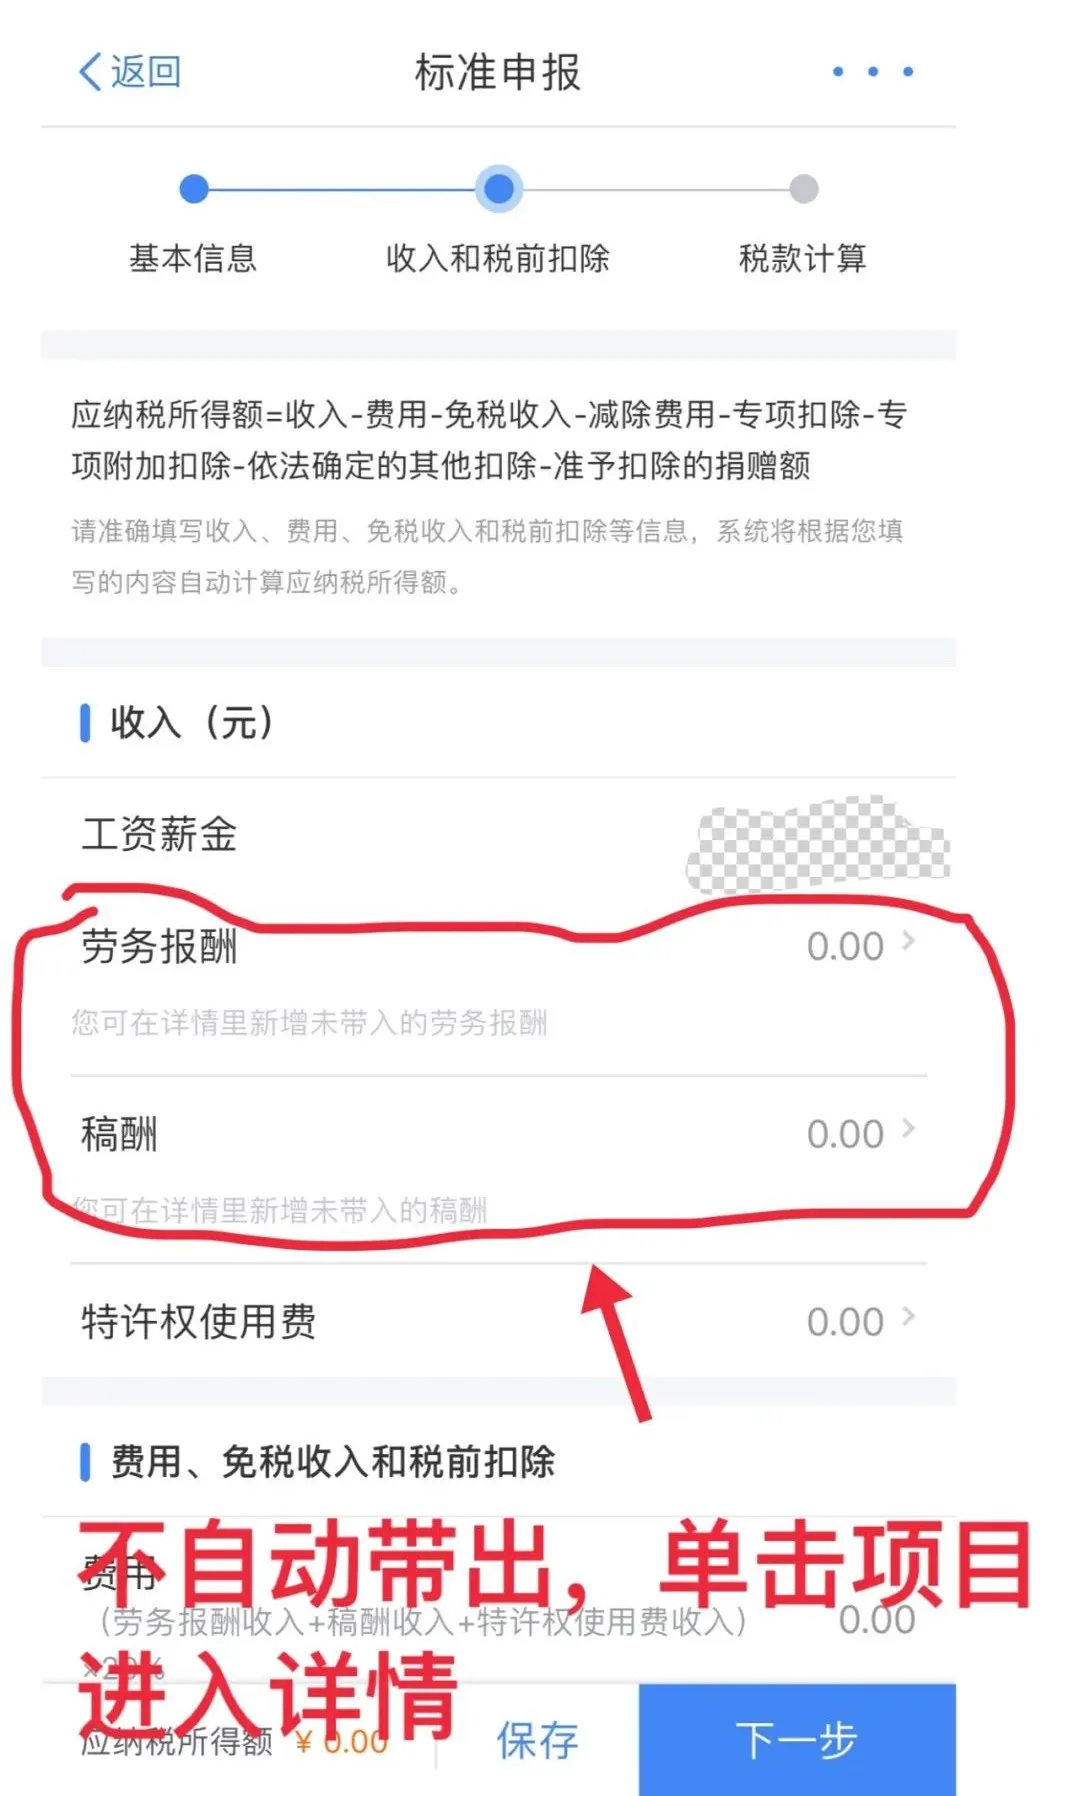 返回
标准申报
基本信息
收入和税前扣除
税款计算
应纳税所得额=收入-费用-免税收入-减除费用-专项扣除-专
项附加扣除-依法确定的其他扣除-准予扣除的捐赠额
请准确填写收入、费用、免税收入和税前扣除等信息，系统将根据您填
写的内容自动计算应纳税所得额。
收入（元）
工资薪金
劳务报酬 0.00
您可在详情里新增未带入的劳务报酬
稿酬 0.00
您可在详情里新增未带入的稿酬
特许权使用费 0.00
费用、免税收入和税前扣除
不自动带出，单击项目
费用
（劳务报酬收入+稿酬收入+特许权使用费收入） 0.00
×20%
进入详情
应纳税所得额 ¥ 0.00
保存
下一步